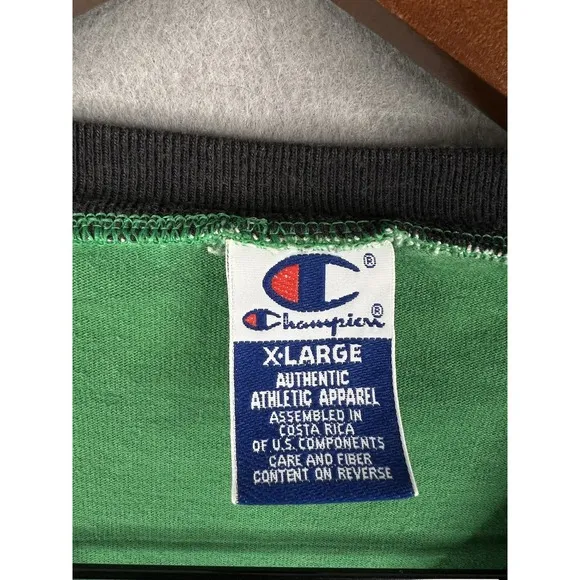 C®
Champion®
X·LARGE
AUTHENTIC
ATHLETIC APPAREL
ASSEMBLED IN
COSTA RICA
OF U.S. COMPONENTS
CARE AND FIBER
CONTENT ON REVERSE